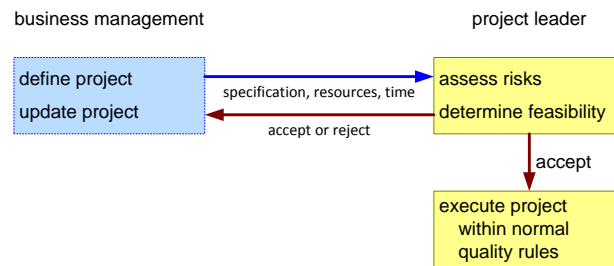 business management
project leader
define project
update project
specification, resources, time
accept or reject
assess risks
determine feasibility
accept
execute project
within normal
quality rules